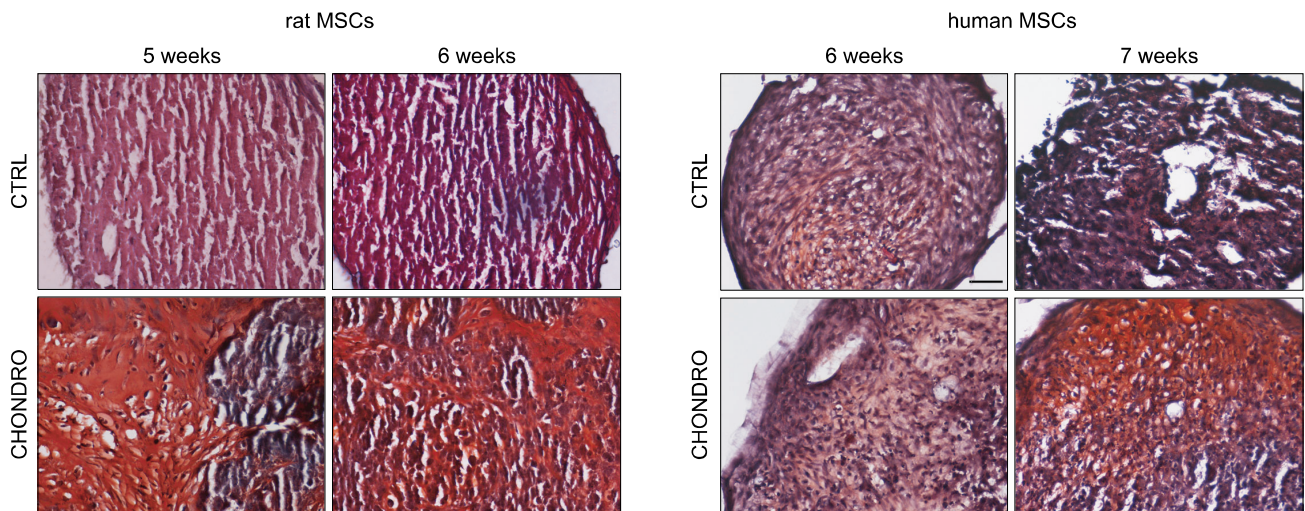 rat MSCs
human MSCs
5 weeks
6 weeks
6 weeks
7 weeks
CTRL
CTRL
CHONDRO
CHONDRO